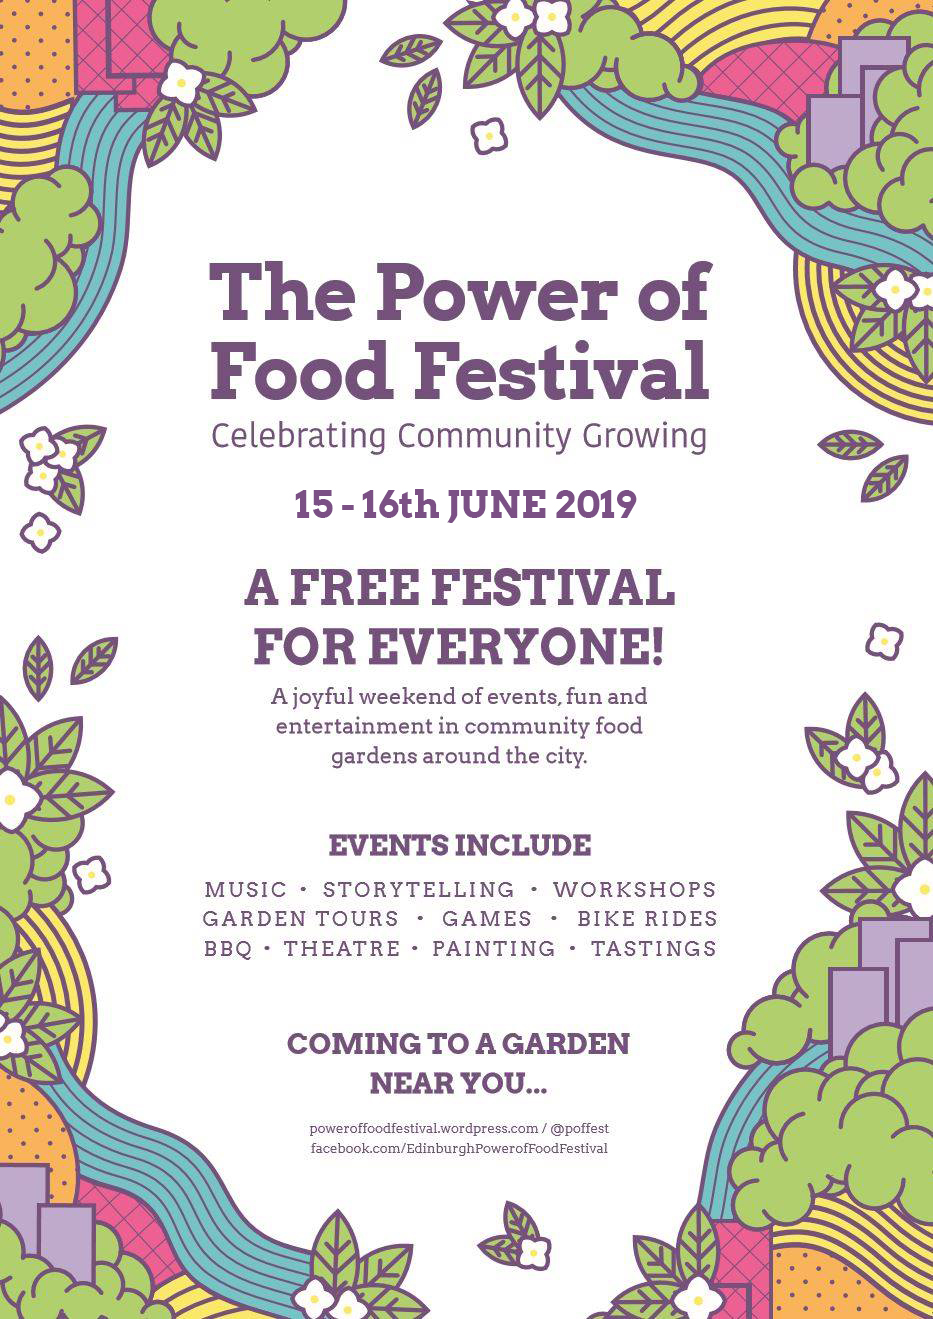 The Power of
Food Festival
Celebrating Community Growing
15 - 16th JUNE 2019
A FREE FESTIVAL
FOR EVERYONE!
A joyful weekend of events, fun and
entertainment in community food
gardens around the city.
EVENTS INCLUDE
MUSIC • STORYTELLING • WORKSHOPS
GARDEN TOURS • GAMES • BIKE RIDES
BBQ • THEATRE • PAINTING • TASTINGS
COMING TO A GARDEN
NEAR YOU...
poweroffoodfestival.wordpress.com / @poffest
facebook.com/EdinburghPowerofFoodFestival